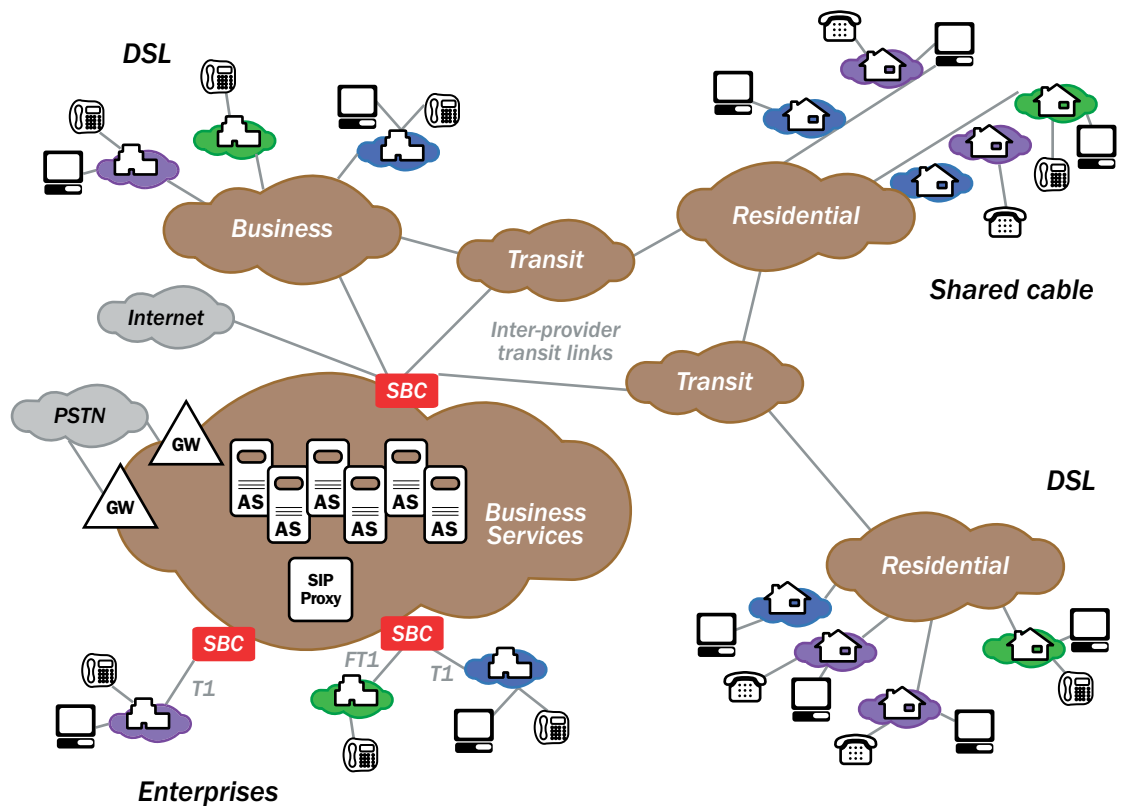 DSL
Business
Transit
Residential
Shared cable
Internet
Inter-provider
transit links
SBC
Transit
PSTN
GW
GW
AS
AS
AS
AS
AS
AS
Business
Services
DSL
SIP
Proxy
Residential
SBC
SBC
FT1
T1
T1
Enterprises